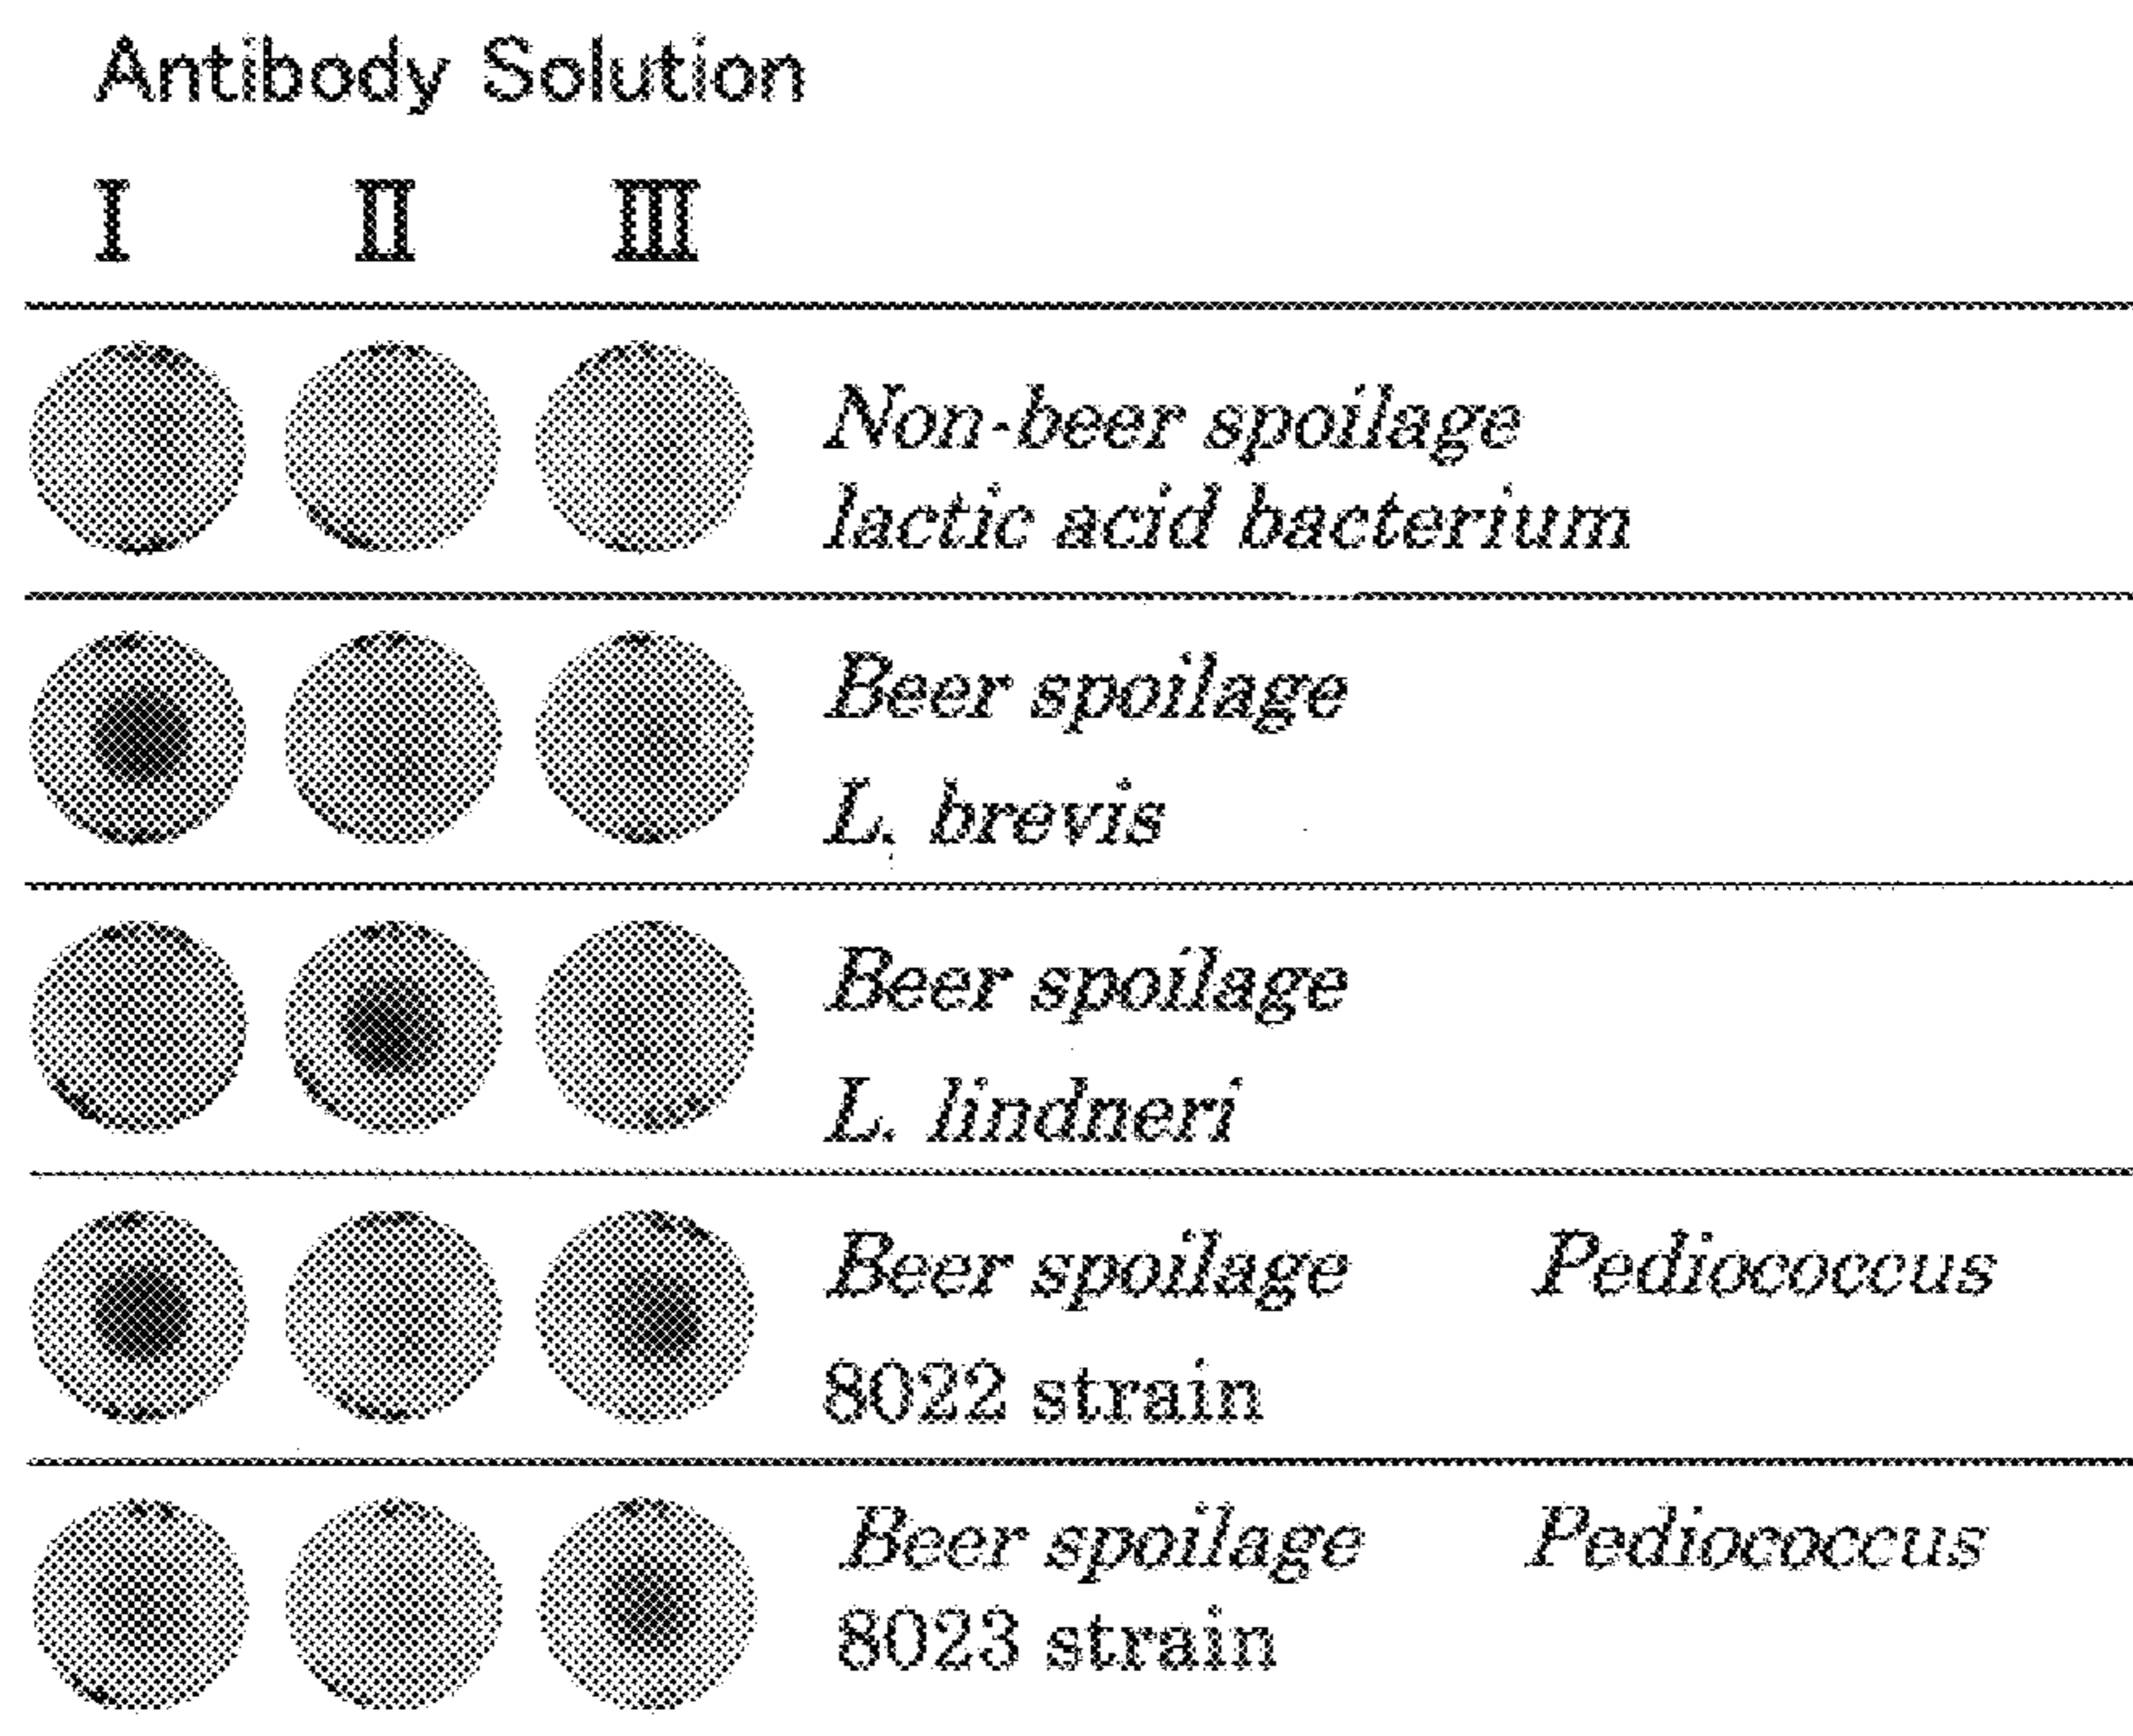 Antibody Solution
I II III
Non-beer spoilage
lactic acid bacterium
Beer spoilage
L. brevis
Beer spoilage
L. lindneri
Beer spoilage Pediococcus
8022 strain
Beer spoilage Pediococcus
8023 strain